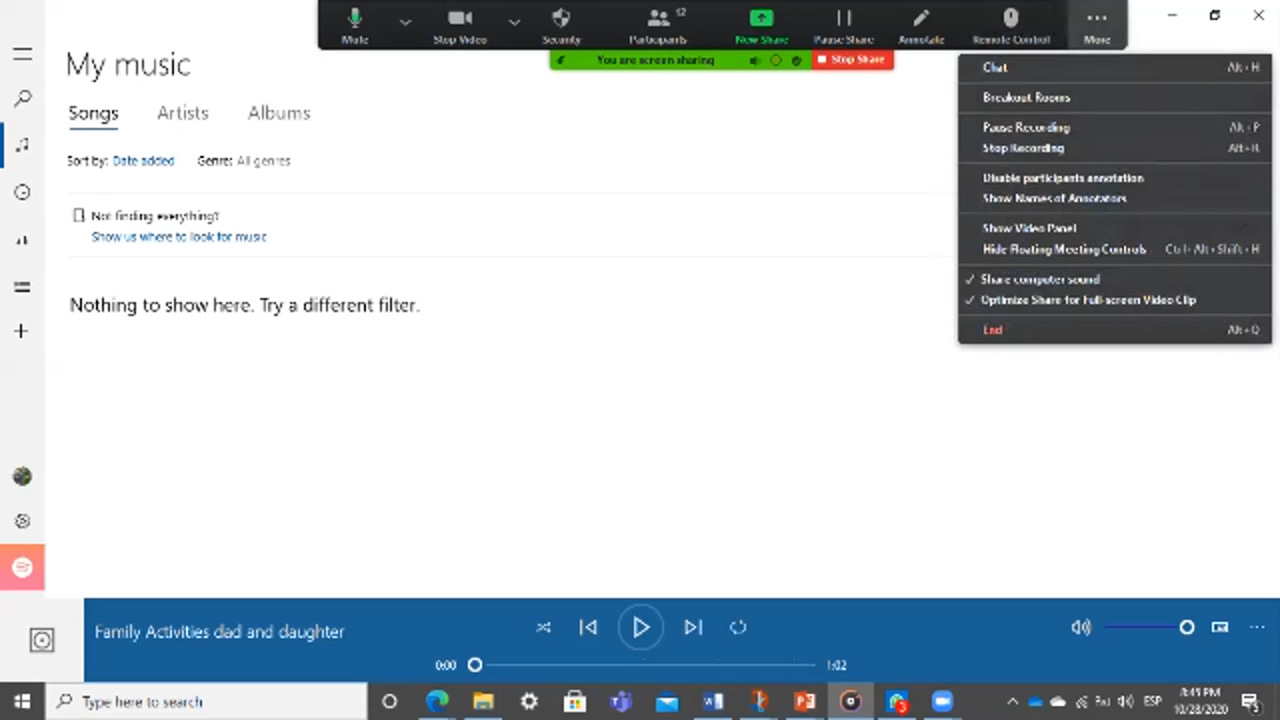 Mute
Stop Video
Security
Participants
12
New Share
Pause Share
Annotate
Remote Control
More
You are screen sharing
Stop Share
Chat Alt+H
Breakout Rooms
Pause Recording Alt+P
Stop Recording Alt+R
Disable participants annotation
Show Names of Annotators
Show Video Panel
Hide Floating Meeting Controls Ctrl+Alt+Shift+H
Share computer sound
Optimize Share for Full-screen Video Clip
End Alt+Q
My music
Songs Artists Albums
Sort by: Date added Genre: All genres
Not finding everything?
Show us where to look for music
Nothing to show here. Try a different filter.
Family Activities dad and daughter
0:00 1:02
Type here to search
ESP
10/28/2020